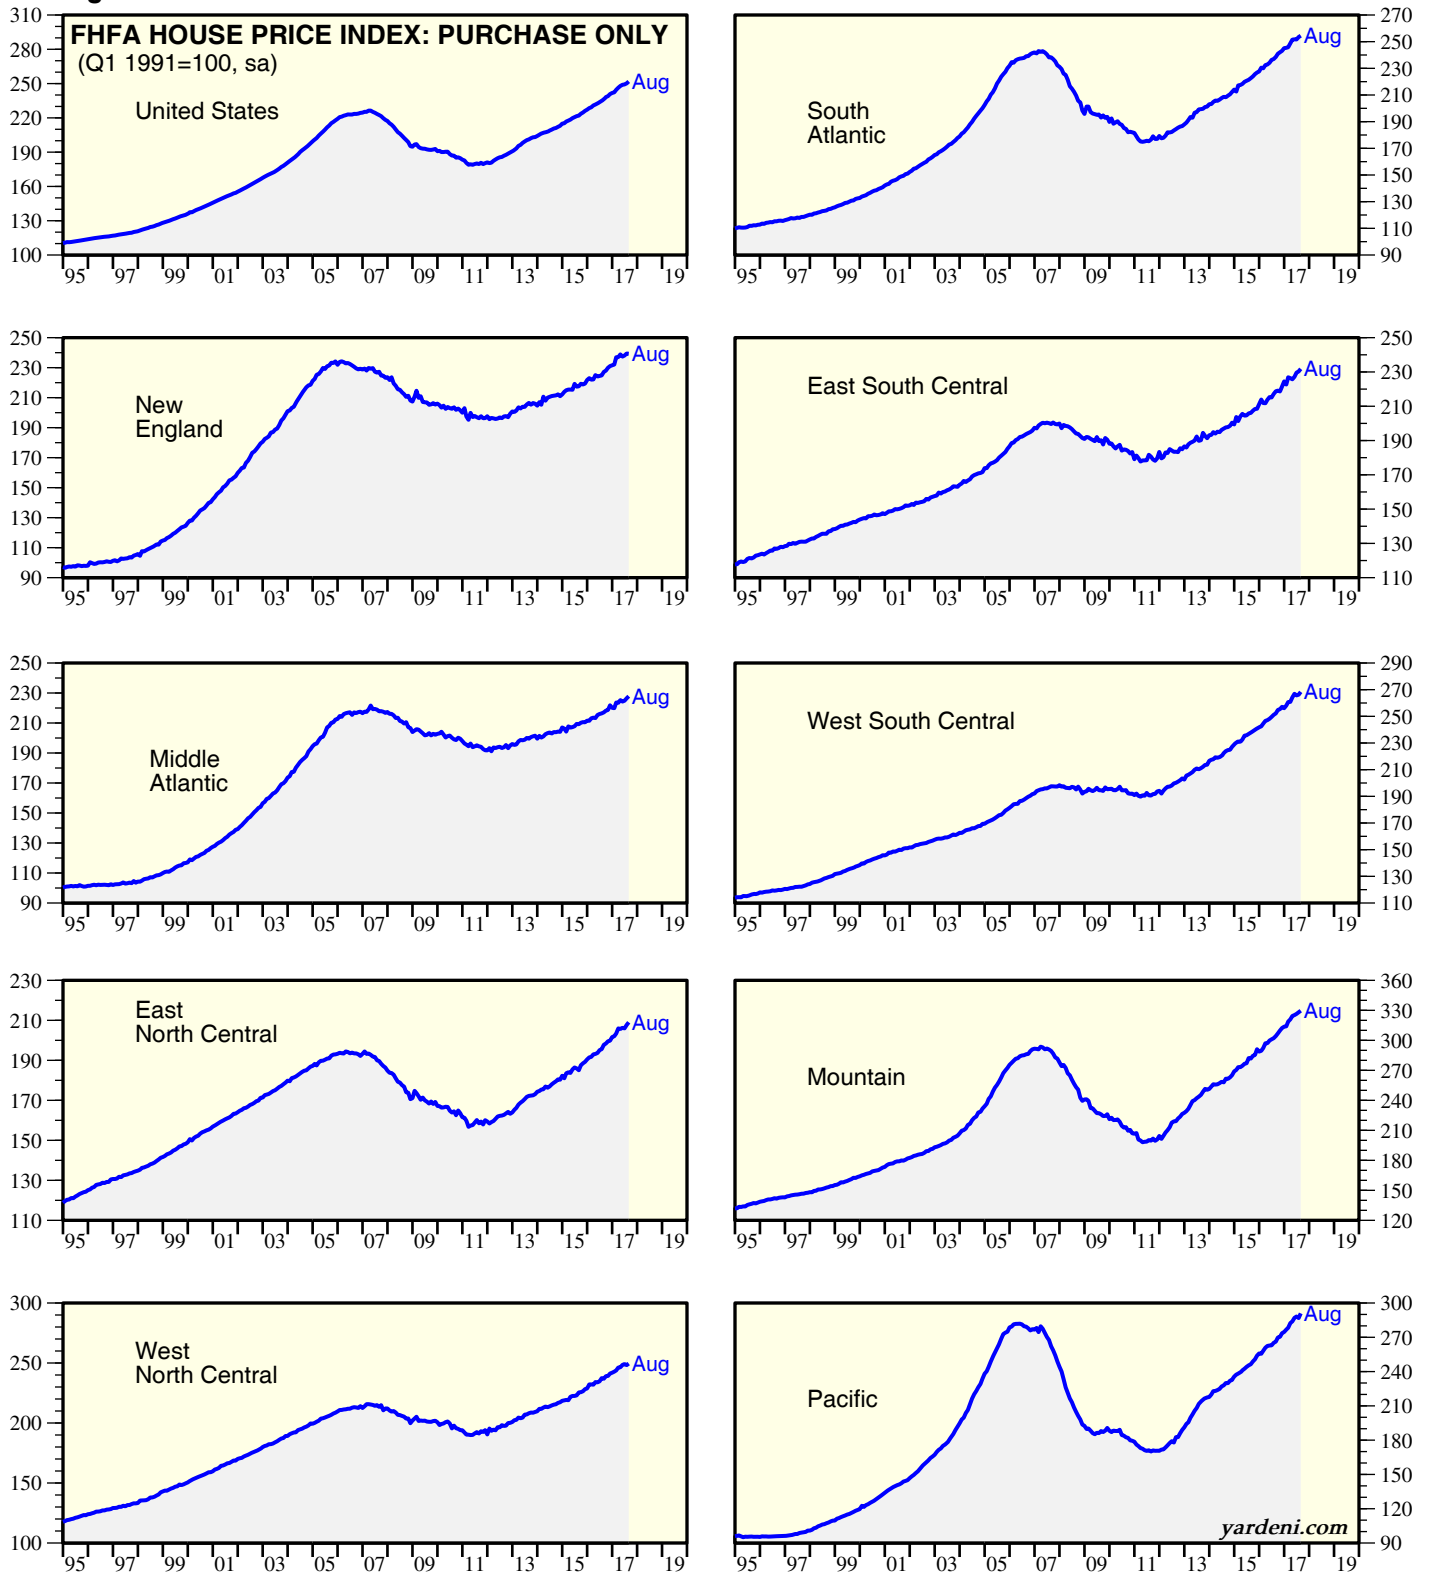 FHFA HOUSE PRICE INDEX: PURCHASE ONLY
(Q1 1991=100, sa)
United States
Aug
310
280
250
220
190
160
130
100
95 97 99 01 03 05 07 09 11 13 15 17 19
South
Atlantic
Aug
270
250
230
210
190
170
150
130
110
90
95 97 99 01 03 05 07 09 11 13 15 17 19
New
England
Aug
250
230
210
190
170
150
130
110
90
95 97 99 01 03 05 07 09 11 13 15 17 19
East South Central
Aug
250
230
210
190
170
150
130
110
95 97 99 01 03 05 07 09 11 13 15 17 19
Middle
Atlantic
Aug
250
230
210
190
170
150
130
110
90
95 97 99 01 03 05 07 09 11 13 15 17 19
West South Central
Aug
290
270
250
230
210
190
170
150
130
110
95 97 99 01 03 05 07 09 11 13 15 17 19
East
North Central
Aug
230
210
190
170
150
130
110
95 97 99 01 03 05 07 09 11 13 15 17 19
Mountain
Aug
360
330
300
270
240
210
180
150
120
95 97 99 01 03 05 07 09 11 13 15 17 19
West
North Central
Aug
300
250
200
150
100
95 97 99 01 03 05 07 09 11 13 15 17 19
Pacific
Aug
300
270
240
210
180
150
120
90
yardeni.com
95 97 99 01 03 05 07 09 11 13 15 17 19